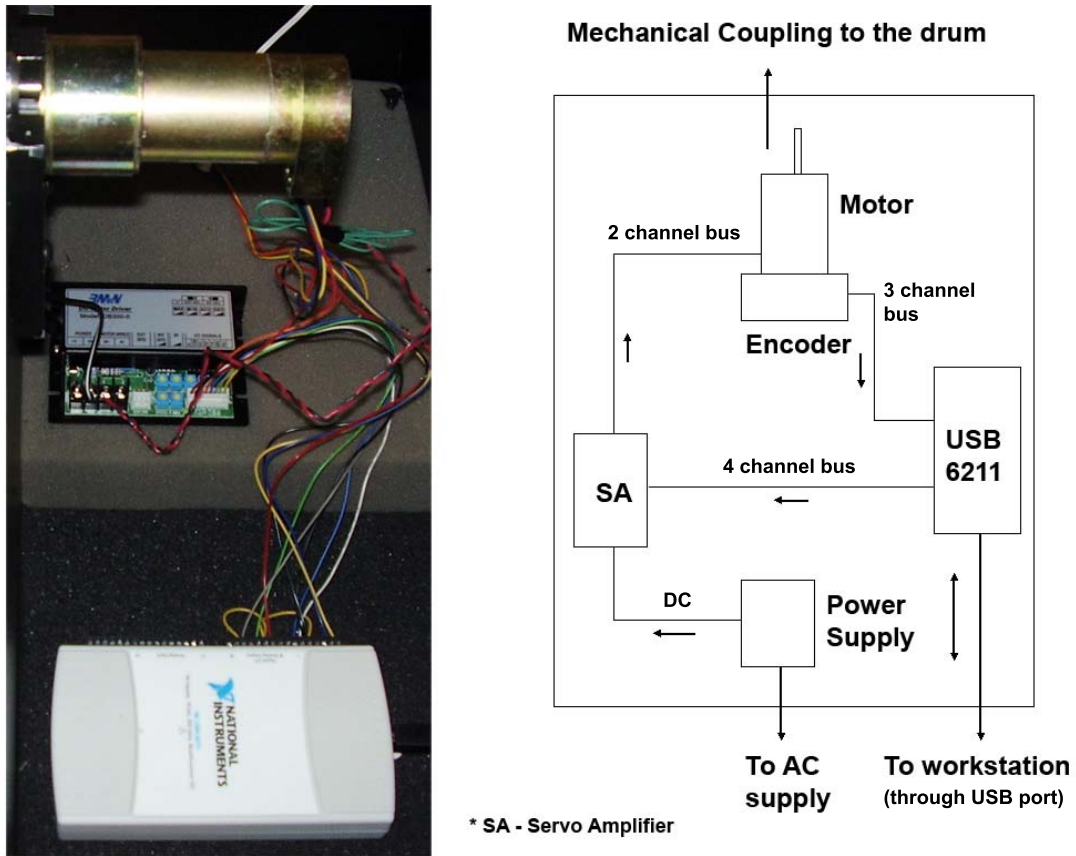 Mechanical Coupling to the drum
Motor
2 channel bus
3 channel
bus
Encoder
USB
6211
4 channel bus
SA
DC
Power
Supply
To AC
supply
To workstation
(through USB port)
* SA - Servo Amplifier
Driver
NATIONAL
INSTRUMENTS